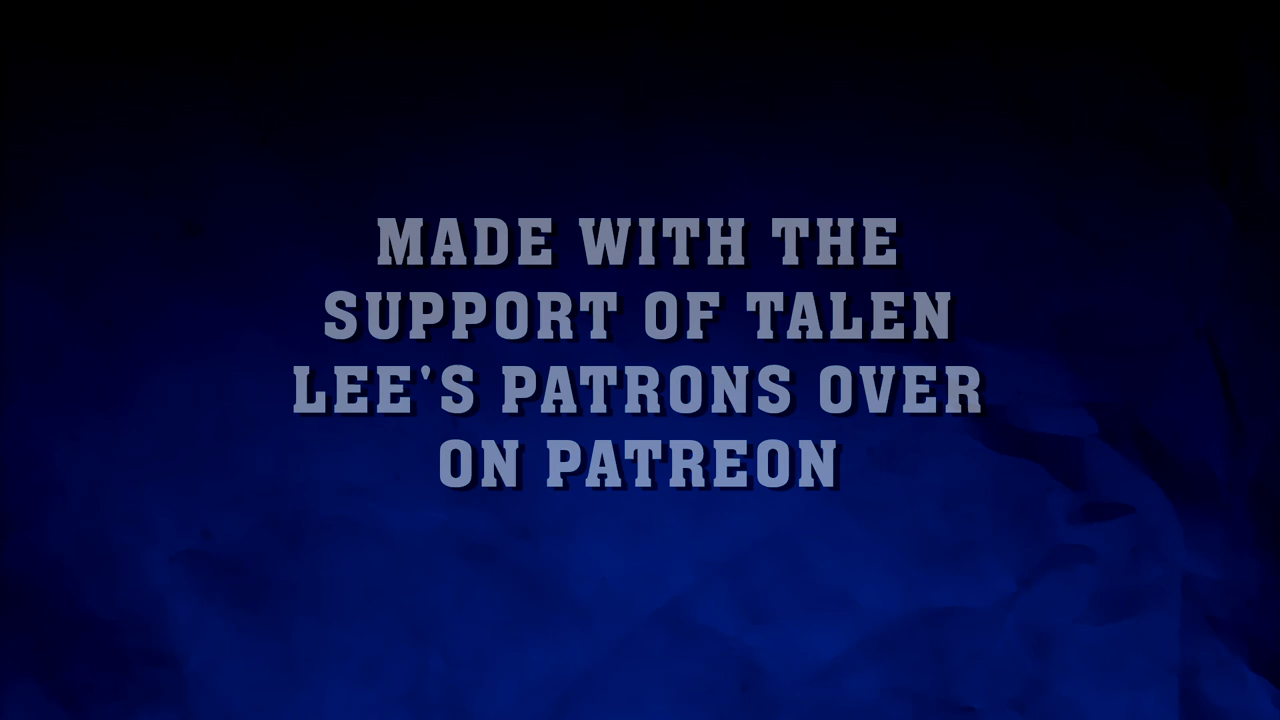 MADE WITH THE
SUPPORT OF TALEN
LEE'S PATRONS OVER
ON PATREON